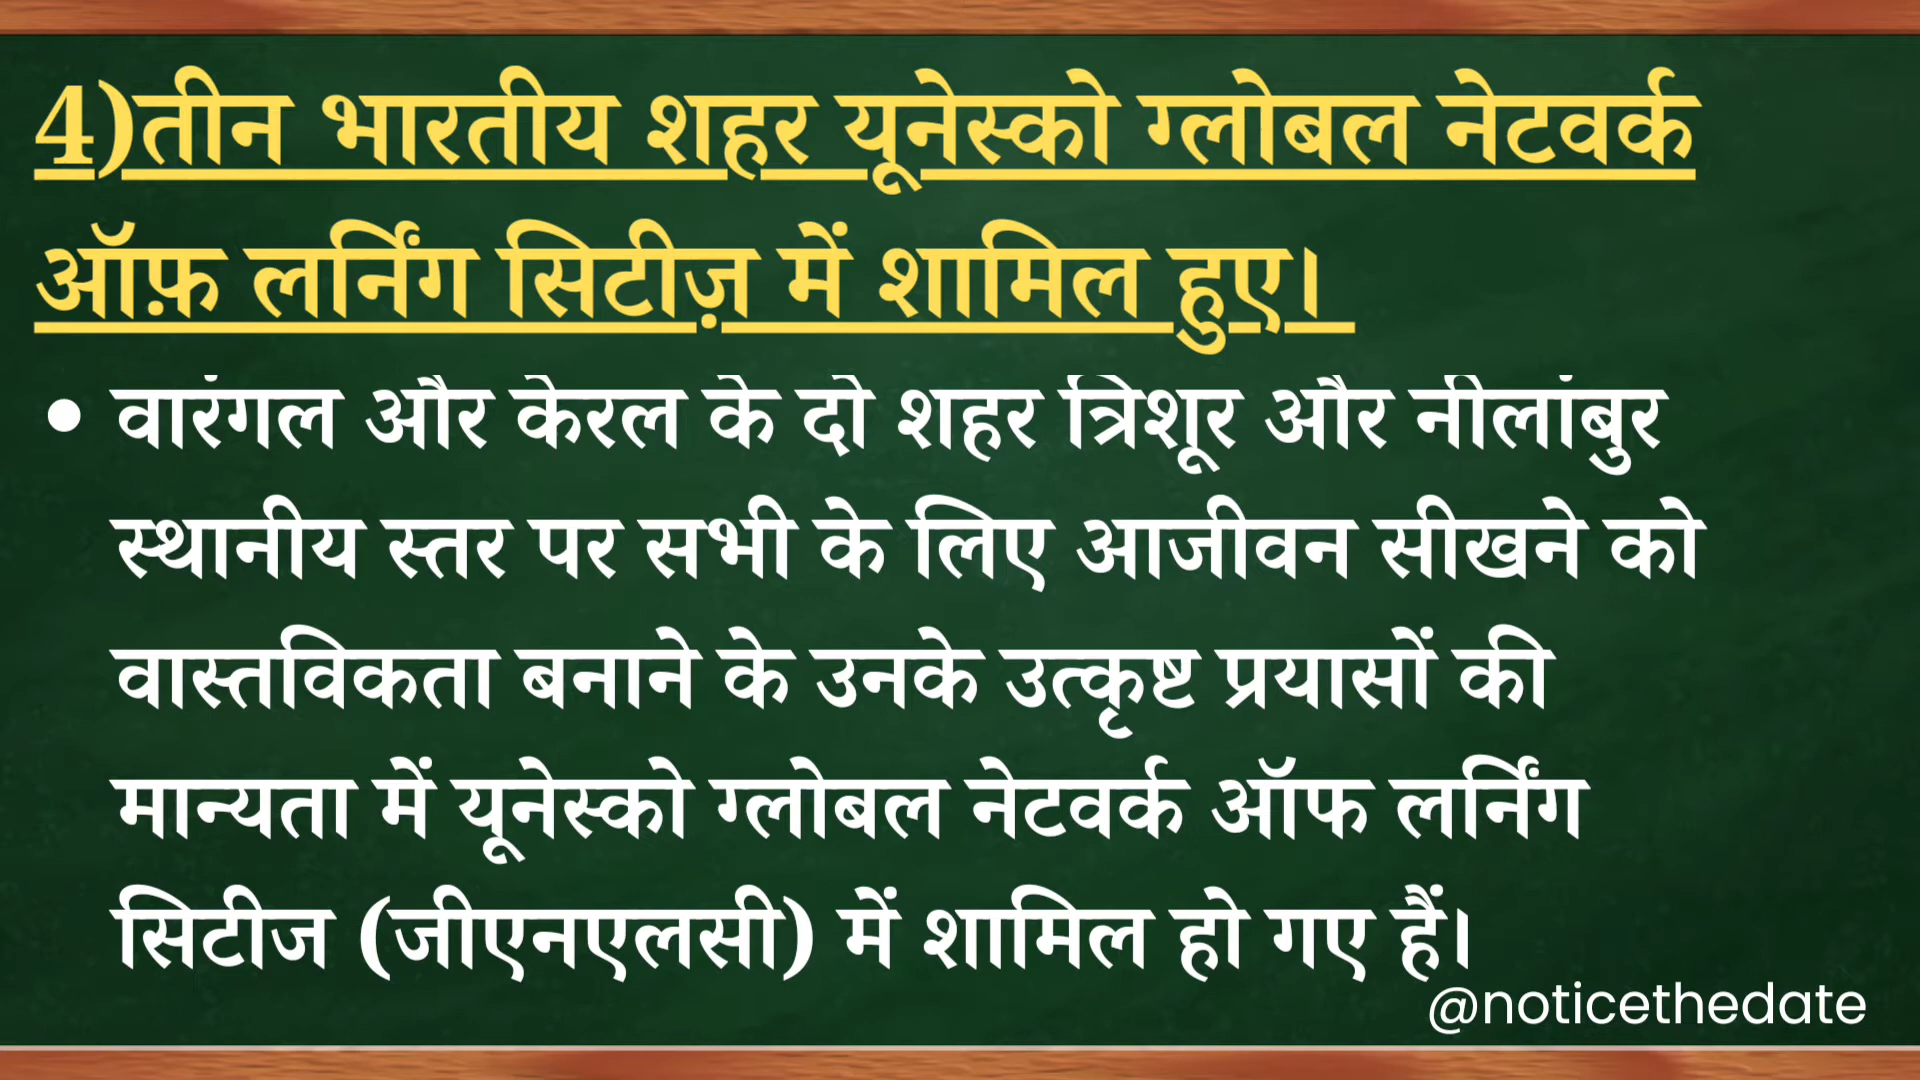 4)तीन भारतीय शहर यूनेस्को ग्लोबल नेटवर्क
ऑफ़ लर्निंग सिटीज़ में शामिल हुए।
• वारंगल और केरल के दो शहर त्रिशूर और नीलांबुर
स्थानीय स्तर पर सभी के लिए आजीवन सीखने को
वास्तविकता बनाने के उनके उत्कृष्ट प्रयासों की
मान्यता में यूनेस्को ग्लोबल नेटवर्क ऑफ लर्निंग
सिटीज (जीएनएलसी) में शामिल हो गए हैं।
@noticethedate